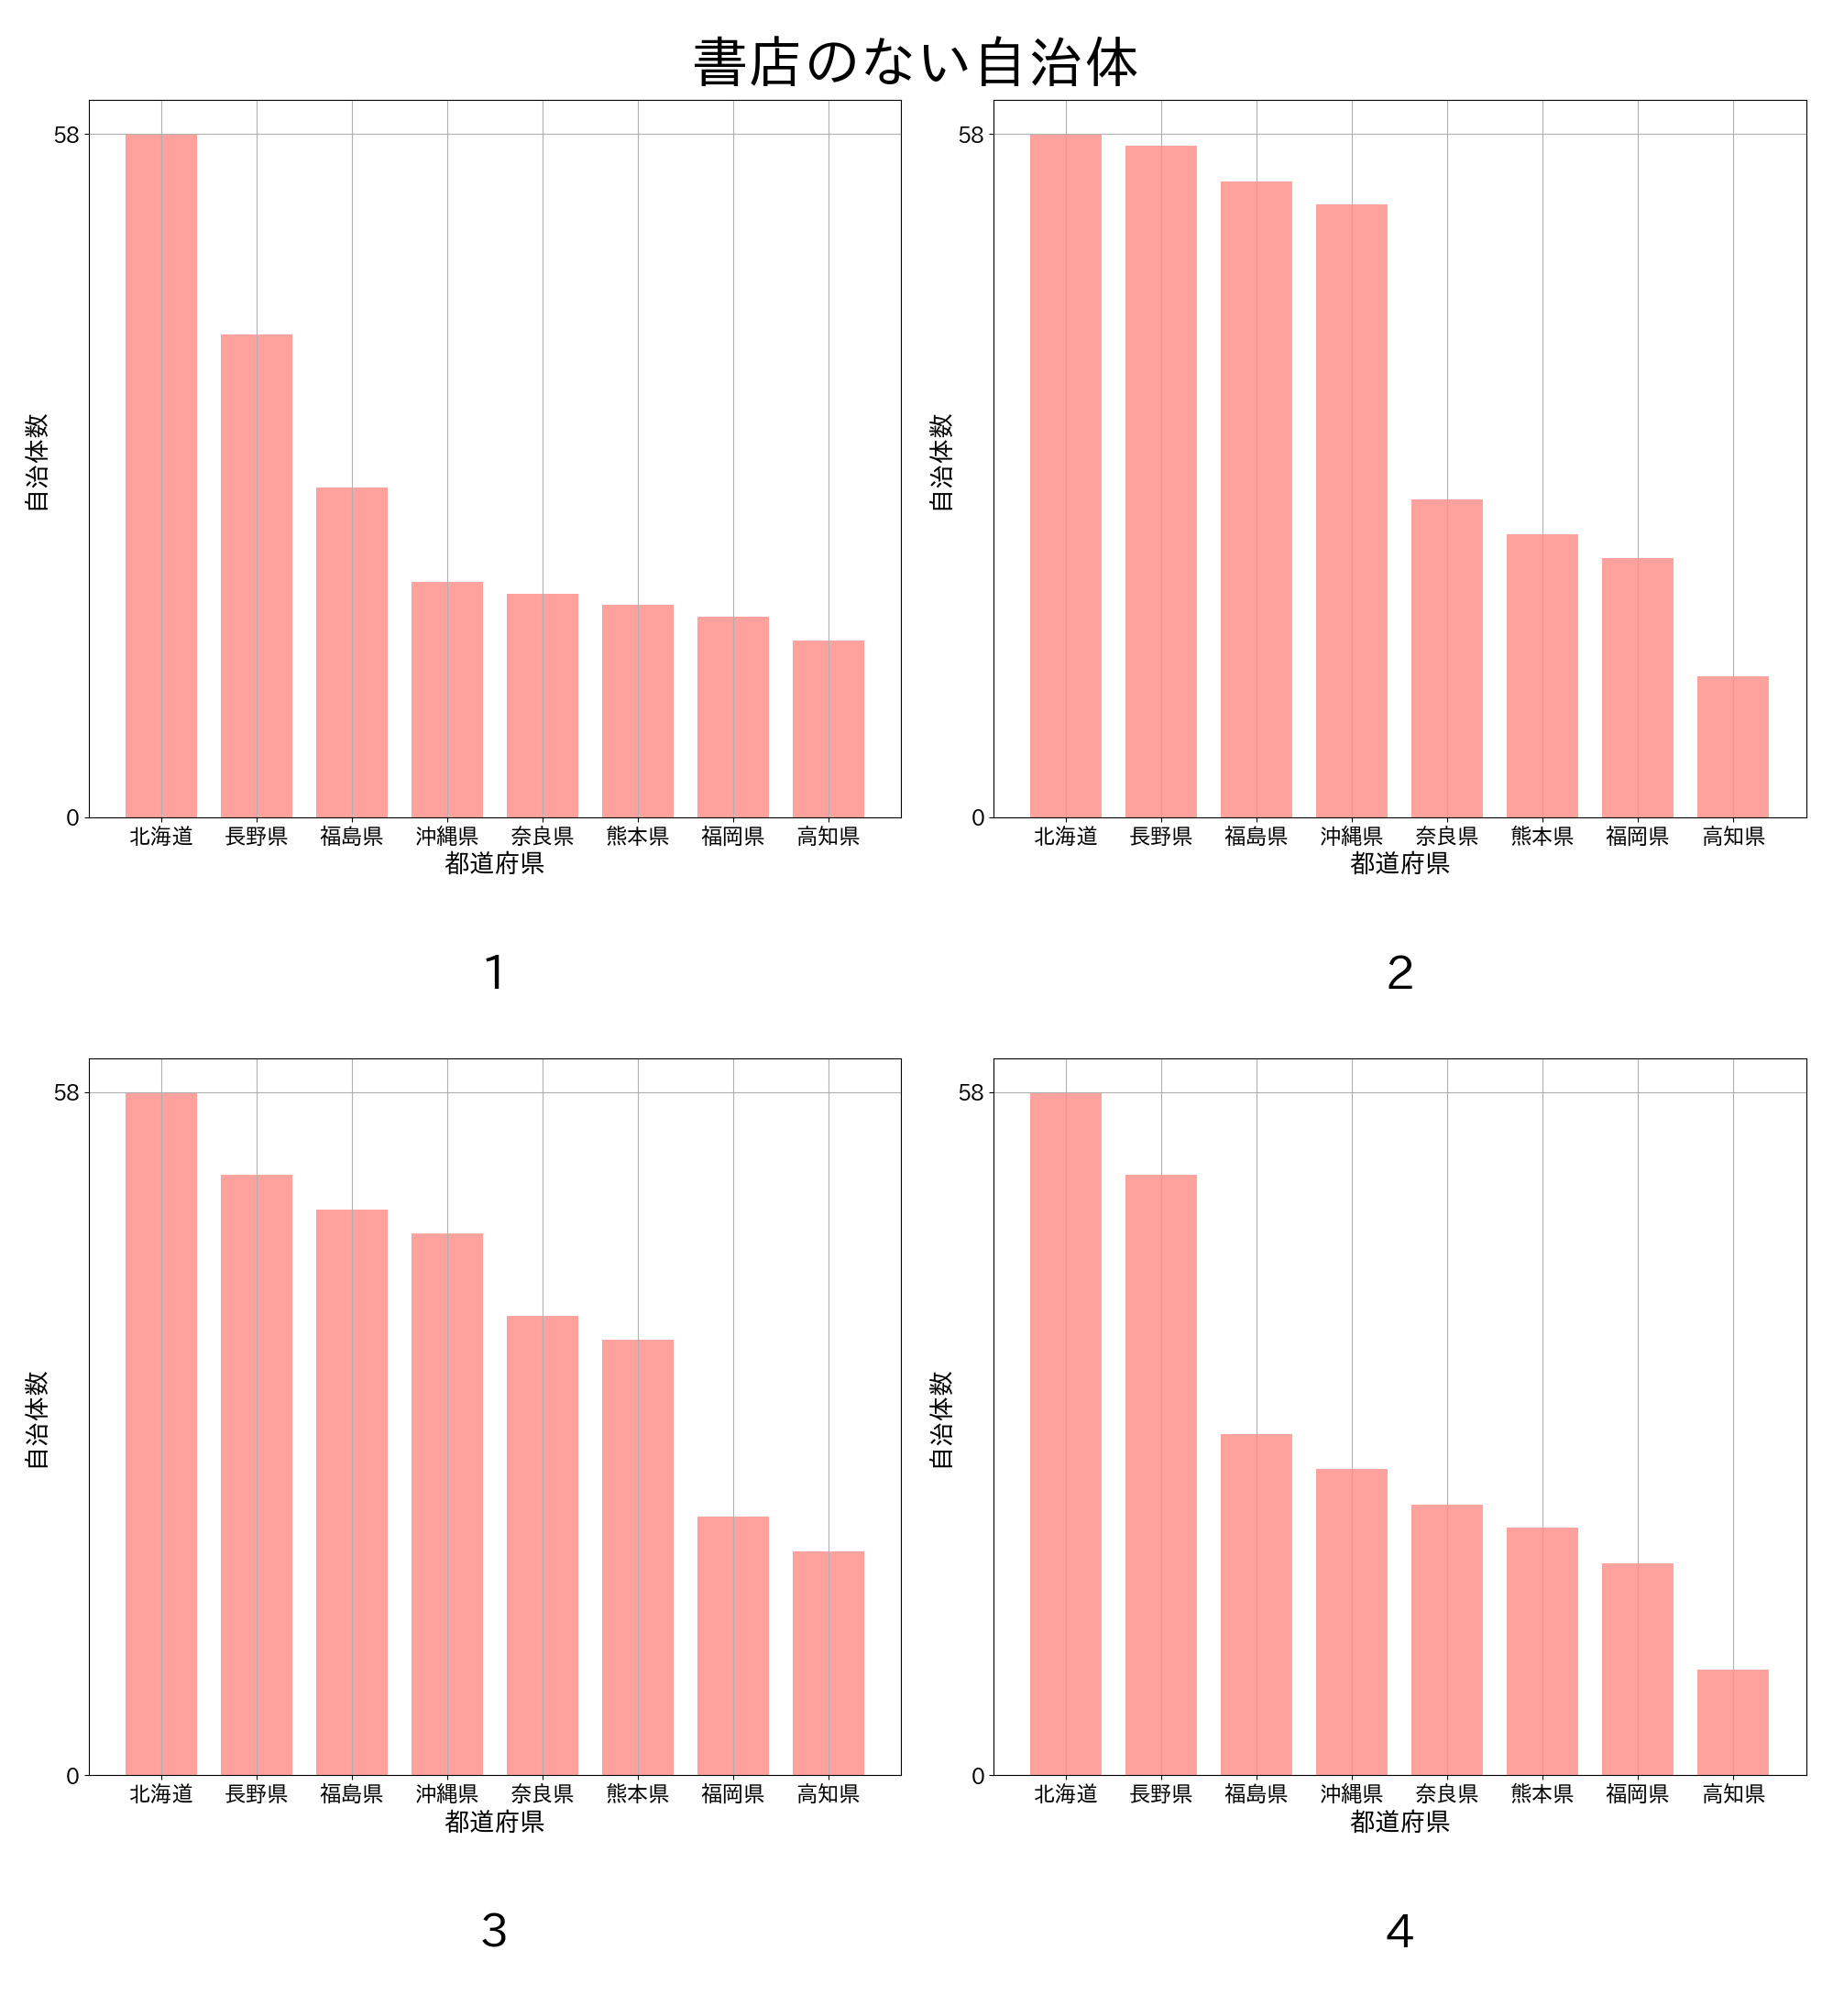 書店のない自治体
58
0
自治体数
北海道 長野県 福島県 沖縄県 奈良県 熊本県 福岡県 高知県
都道府県
1
58
0
自治体数
北海道 長野県 福島県 沖縄県 奈良県 熊本県 福岡県 高知県
都道府県
2
58
0
自治体数
北海道 長野県 福島県 沖縄県 奈良県 熊本県 福岡県 高知県
都道府県
3
58
0
自治体数
北海道 長野県 福島県 沖縄県 奈良県 熊本県 福岡県 高知県
都道府県
4